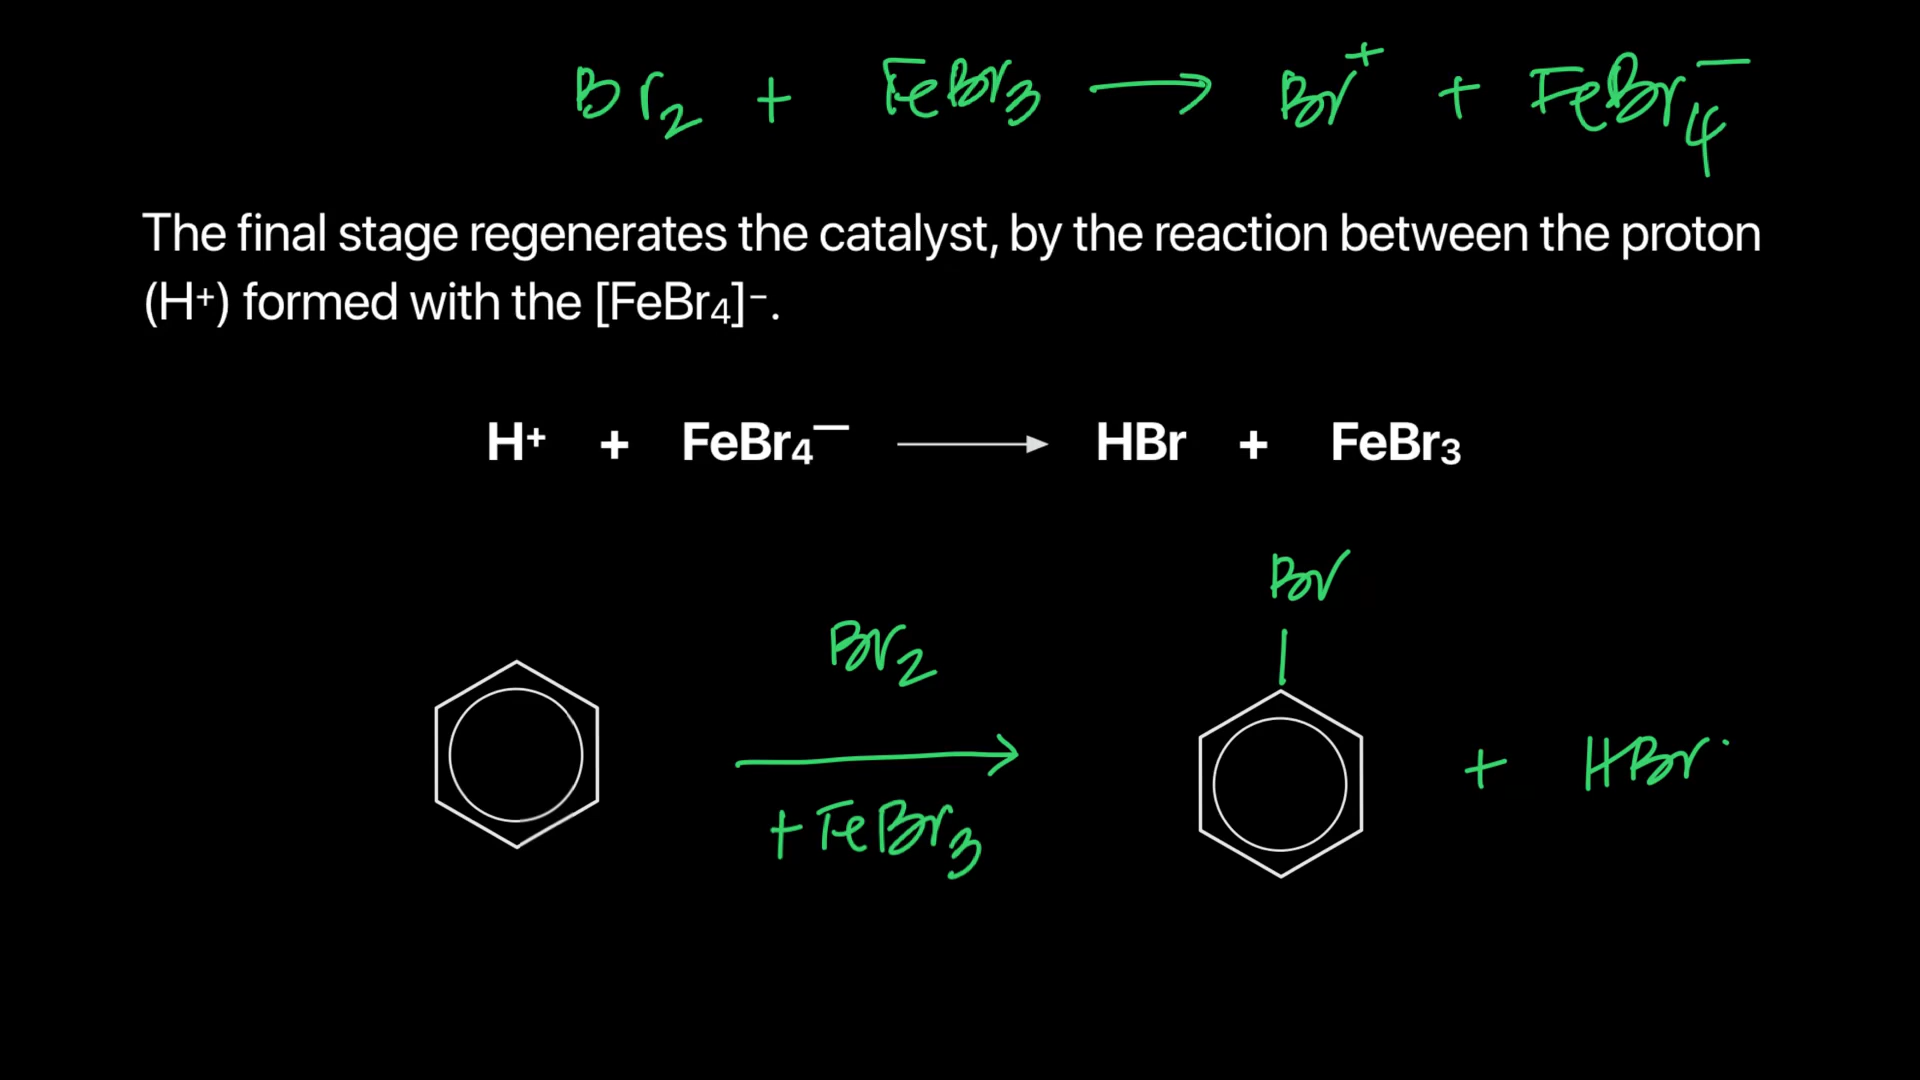 Br₂ + FeBr₃ → Br⁺ + FeBr₄⁻
The final stage regenerates the catalyst, by the reaction between the proton
(H⁺) formed with the [FeBr₄]⁻.
H⁺ + FeBr₄⁻ → HBr + FeBr₃
Br
Br₂
+ HBr
+ FeBr₃